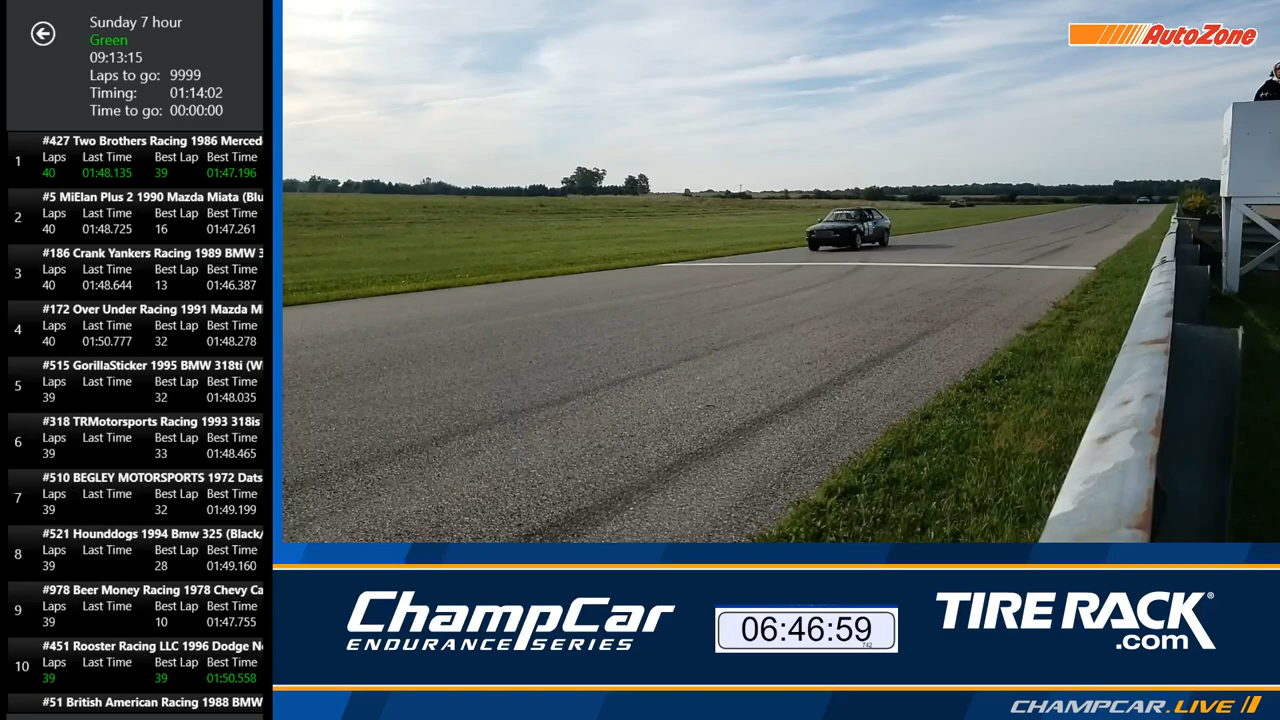 Sunday 7 hour
Green
09:13:15
Laps to go: 9999
Timing: 01:14:02
Time to go: 00:00:00
#427 Two Brothers Racing 1986 Merced
1
Laps Last Time Best Lap Best Time
40 01:48.135 39 01:47.196
#5 MiElan Plus 2 1990 Mazda Miata (Blu
2
Laps Last Time Best Lap Best Time
40 01:48.725 16 01:47.261
#186 Crank Yankers Racing 1989 BMW 3
3
Laps Last Time Best Lap Best Time
40 01:48.644 13 01:46.387
#172 Over Under Racing 1991 Mazda Mi
4
Laps Last Time Best Lap Best Time
40 01:50.777 32 01:48.278
#515 GorillaSticker 1995 BMW 318ti (W
5
Laps Last Time Best Lap Best Time
39 32 01:48.035
#318 TRMotorsports Racing 1993 318is
6
Laps Last Time Best Lap Best Time
39 33 01:48.465
#510 BEGLEY MOTORSPORTS 1972 Dats
7
Laps Last Time Best Lap Best Time
39 32 01:49.199
#521 Hounddogs 1994 Bmw 325 (Black/
8
Laps Last Time Best Lap Best Time
39 28 01:49.160
#978 Beer Money Racing 1978 Chevy Ca
9
Laps Last Time Best Lap Best Time
39 10 01:47.755
#451 Rooster Racing LLC 1996 Dodge Ne
10
Laps Last Time Best Lap Best Time
39 39 01:50.558
#51 British American Racing 1988 BMW
AutoZone
ChampCar
ENDURANCE SERIES
06:46:59
742
TIRE RACK®
.com
CHAMPCAR.LIVE